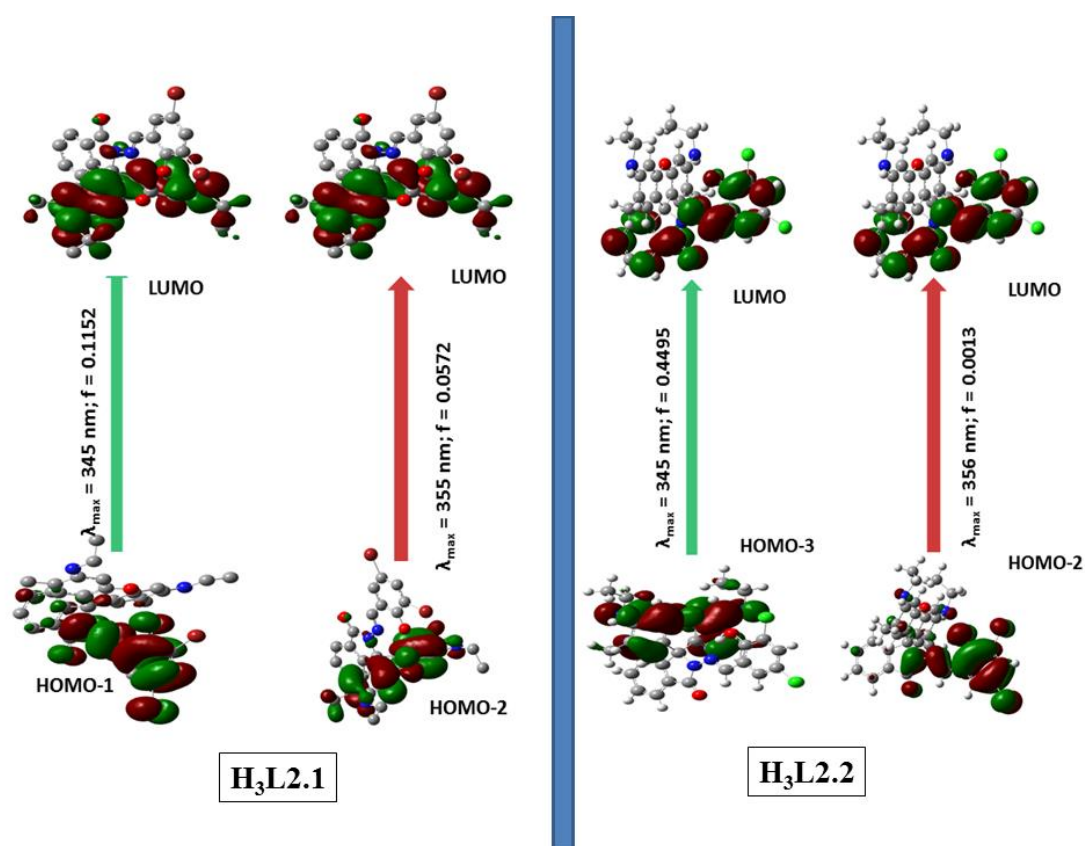 LUMO
LUMO
λmax = 345 nm; f = 0.1152
λmax = 355 nm; f = 0.0572
HOMO-1
HOMO-2
H₃L2.1
LUMO
LUMO
λmax = 345 nm; f = 0.4495
λmax = 356 nm; f = 0.0013
HOMO-3
HOMO-2
H₃L2.2